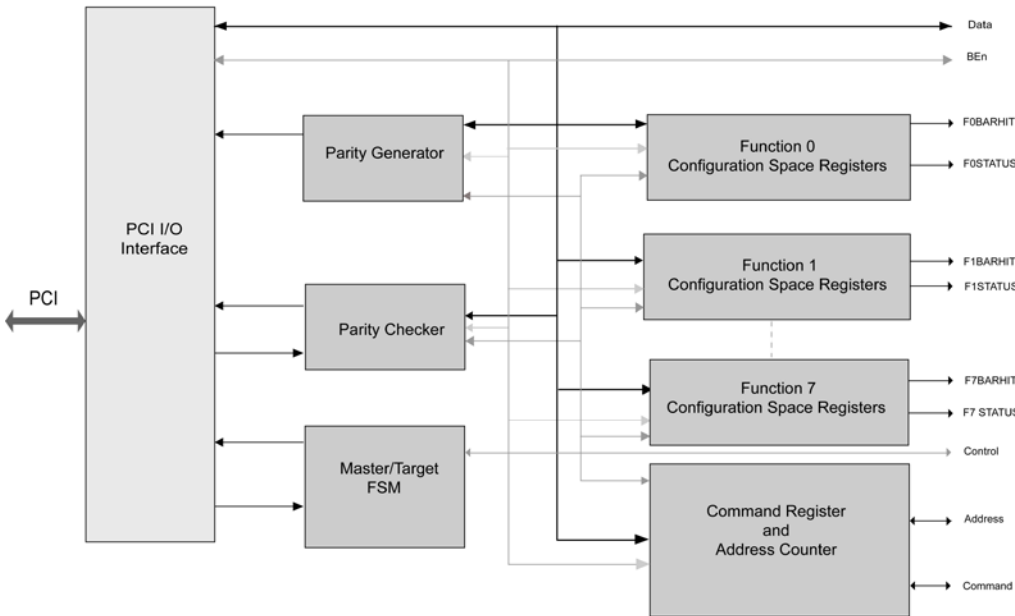 Data
BEn
Parity Generator
Function 0
Configuration Space Registers
F0BARHIT
F0STATUS
PCI I/O
Interface
Function 1
Configuration Space Registers
F1BARHIT
F1STATUS
PCI
Parity Checker
Function 7
Configuration Space Registers
F7BARHIT
F7 STATUS
Master/Target
FSM
Control
Command Register
and
Address Counter
Address
Command